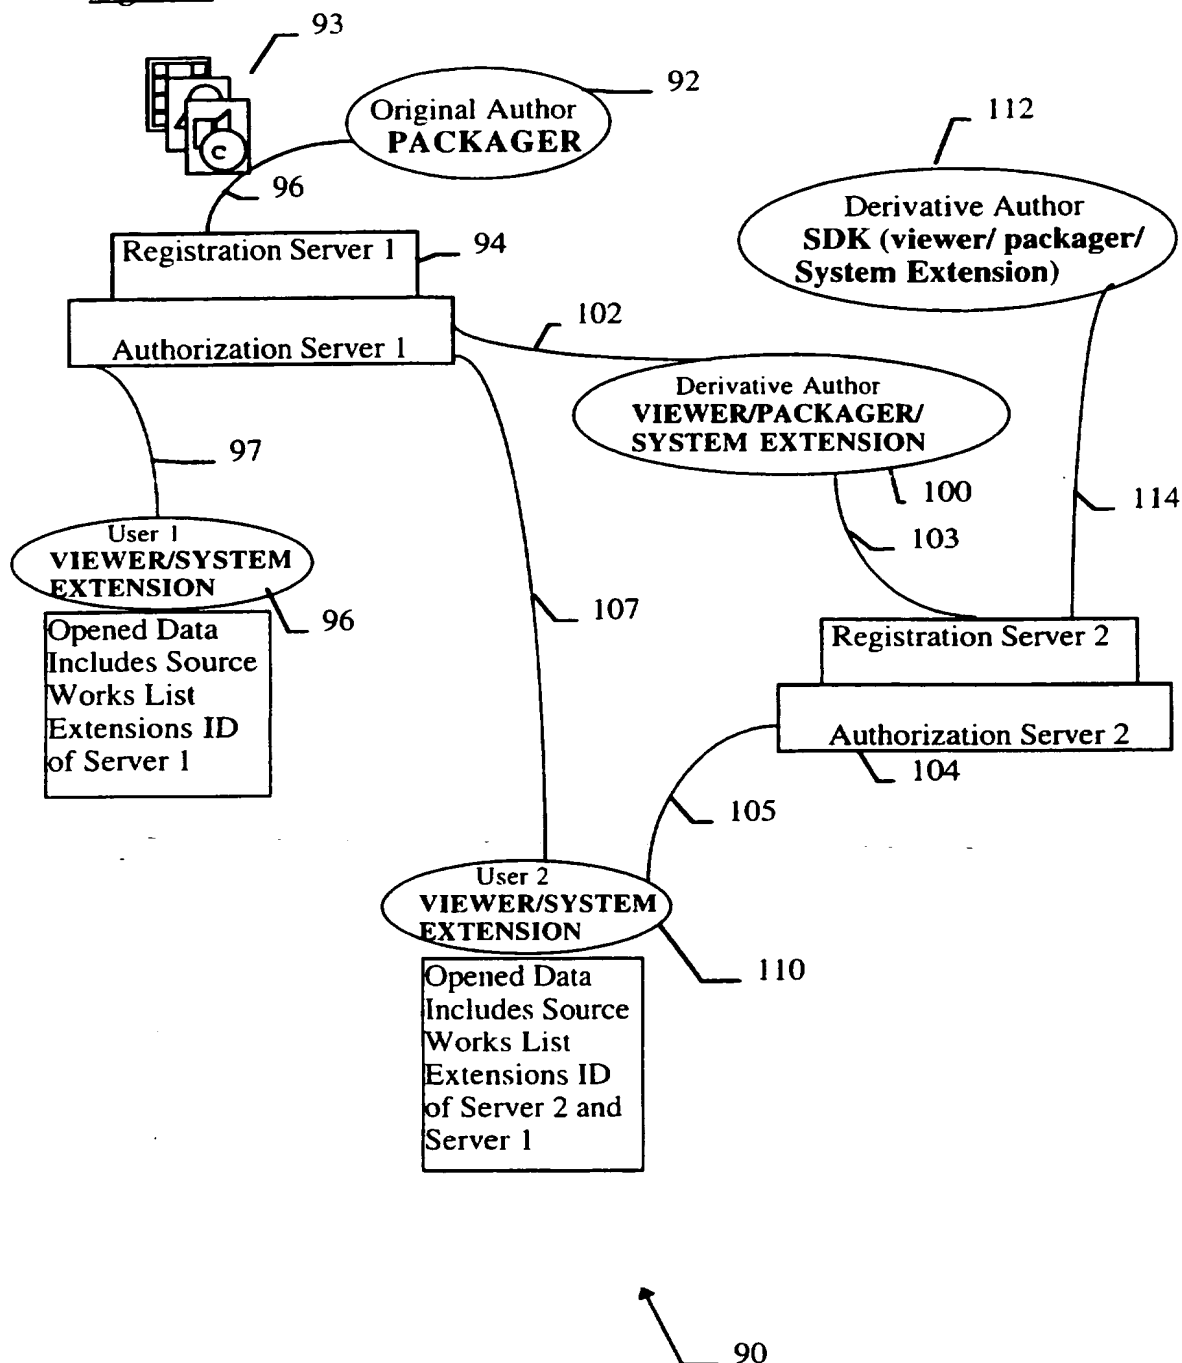 93
Original Author
PACKAGER
92
112
96
Derivative Author
SDK (viewer/ packager/
System Extension)
Registration Server 1
94
Authorization Server 1
102
Derivative Author
VIEWER/PACKAGER/
SYSTEM EXTENSION
97
100
114
103
User 1
VIEWER/SYSTEM
EXTENSION
96
107
Opened Data
Includes Source
Works List
Extensions ID
of Server 1
Registration Server 2
Authorization Server 2
104
105
User 2
VIEWER/SYSTEM
EXTENSION
110
Opened Data
Includes Source
Works List
Extensions ID
of Server 2 and
Server 1
90